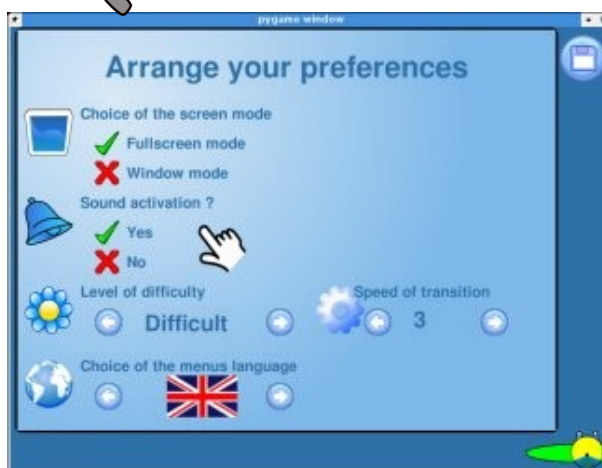 pygame window
Arrange your preferences
Choice of the screen mode
Fullscreen mode
Window mode
Sound activation ?
Yes
No
Level of difficulty
Speed of transition
Difficult
3
Choice of the menus language